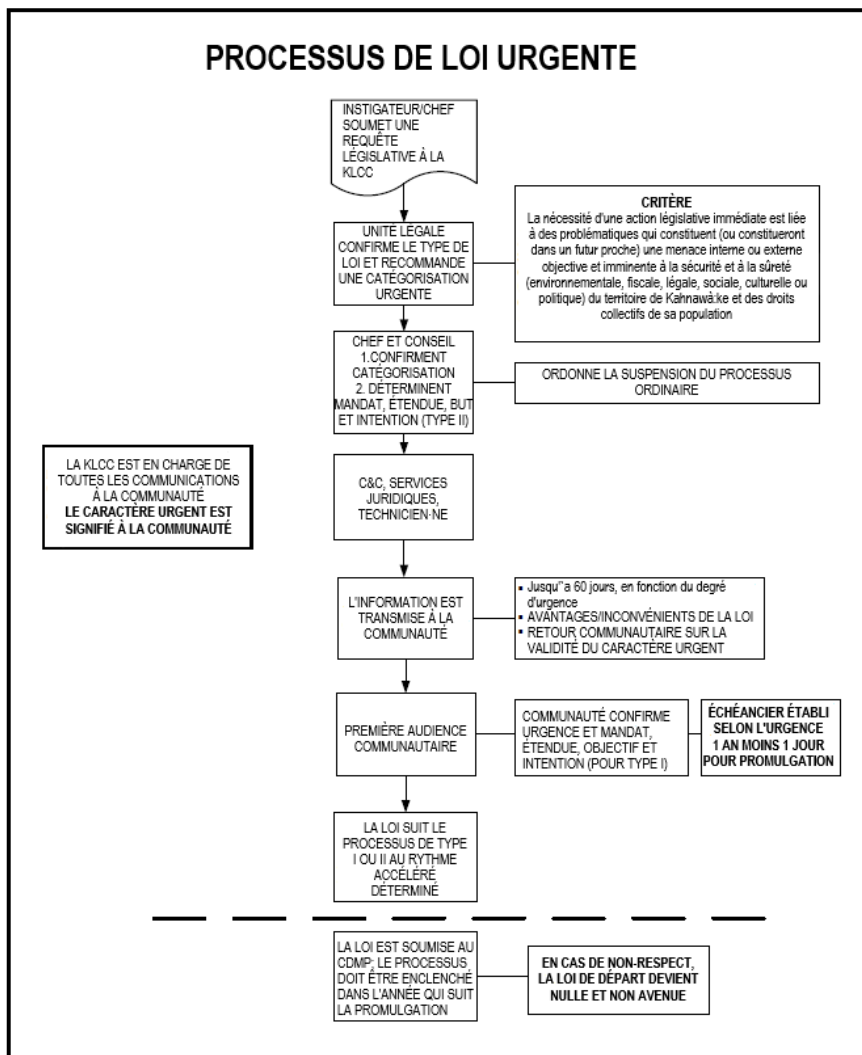 PROCESSUS DE LOI URGENTE
INSTIGATEUR/CHEF
SOUMET UNE
REQUÊTE
LÉGISLATIVE À LA
KLCC
UNITÉ LÉGALE
CONFIRME LE TYPE DE
LOI ET RECOMMANDE
UNE CATÉGORISATION
URGENTE
CRITÈRE
La nécessité d'une action législative immédiate est liée
à des problématiques qui constituent (ou constitueront
dans un futur proche) une menace interne ou externe
objective et imminente à la sécurité et à la sûreté
(environnementale, fiscale, légale, sociale, culturelle ou
politique) du territoire de Kahnawà:ke et des droits
collectifs de sa population
CHEF ET CONSEIL
1.CONFIRMENT
CATÉGORISATION
2. DÉTERMINENT
MANDAT, ÉTENDUE, BUT
ET INTENTION (TYPE II)
ORDONNE LA SUSPENSION DU PROCESSUS
ORDINAIRE
LA KLCC EST EN CHARGE DE
TOUTES LES COMMUNICATIONS
À LA COMMUNAUTÉ
LE CARACTÈRE URGENT EST
SIGNIFIÉ À LA COMMUNAUTÉ
C&C, SERVICES
JURIDIQUES,
TECHNICIEN·NE
L'INFORMATION EST
TRANSMISE À LA
COMMUNAUTÉ
▪ Jusqu''a 60 jours, en fonction du degré
d'urgence
▪ AVANTAGES/INCONVÉNIENTS DE LA LOI
▪ RETOUR COMMUNAUTAIRE SUR LA
VALIDITÉ DU CARACTÈRE URGENT
PREMIÈRE AUDIENCE
COMMUNAUTAIRE
COMMUNAUTÉ CONFIRME
URGENCE ET MANDAT,
ÉTENDUE, OBJECTIF ET
INTENTION (POUR TYPE I)
ÉCHÉANCIER ÉTABLI
SELON L'URGENCE
1 AN MOINS 1 JOUR
POUR PROMULGATION
LA LOI SUIT LE
PROCESSUS DE TYPE
I OU II AU RYTHME
ACCÉLÉRÉ
DÉTERMINÉ
LA LOI EST SOUMISE AU
CDMP; LE PROCESSUS
DOIT ÊTRE ENCLENCHÉ
DANS L'ANNÉE QUI SUIT
LA PROMULGATION
EN CAS DE NON-RESPECT,
LA LOI DE DÉPART DEVIENT
NULLE ET NON AVENUE